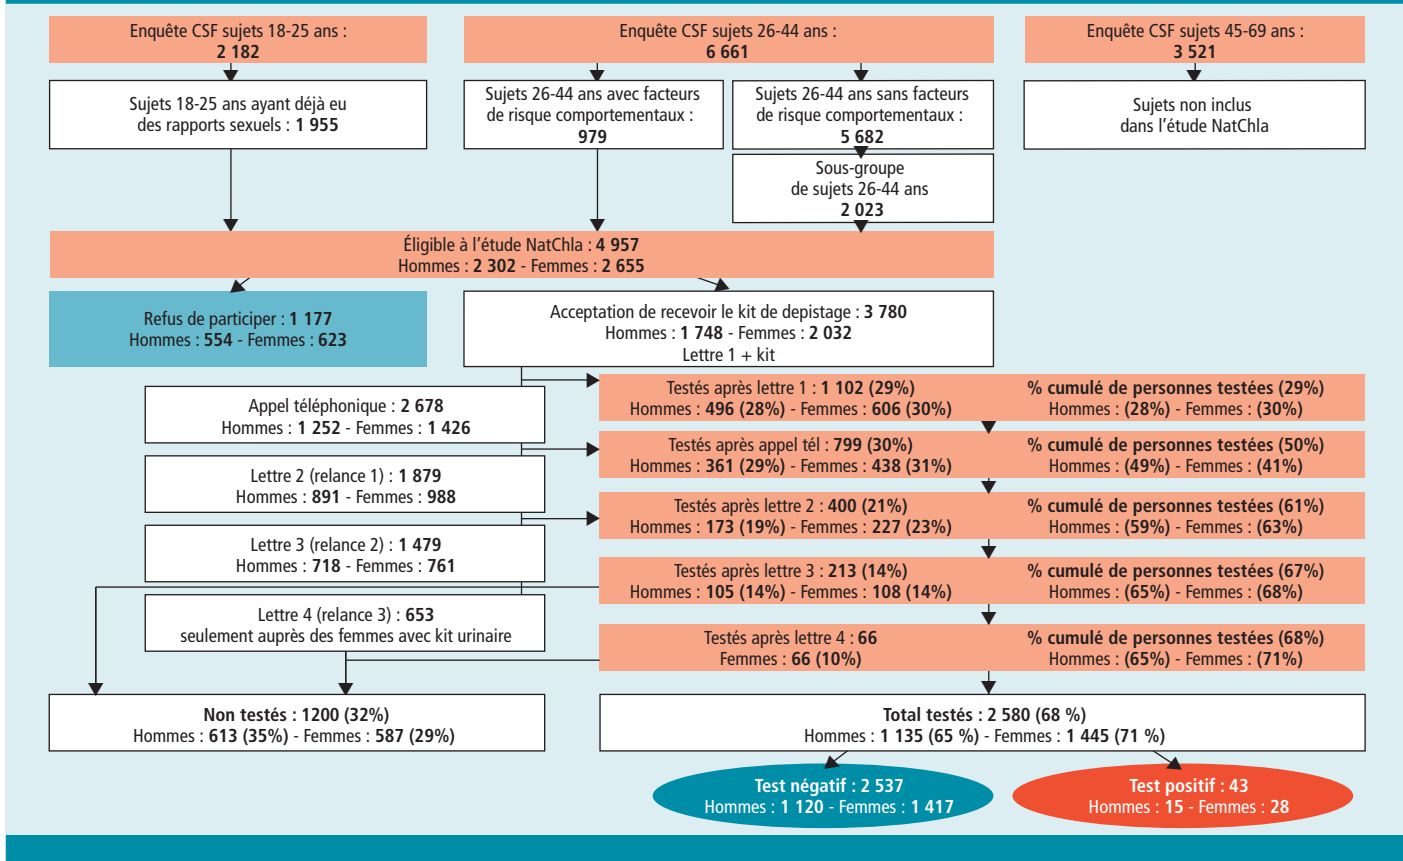 Enquête CSF sujets 18-25 ans :
2 182
Enquête CSF sujets 26-44 ans :
6 661
Enquête CSF sujets 45-69 ans :
3 521
Sujets 18-25 ans ayant déjà eu
des rapports sexuels : 1 955
Sujets 26-44 ans avec facteurs
de risque comportementaux :
979
Sujets 26-44 ans sans facteurs
de risque comportementaux :
5 682
Sujets non inclus
dans l'étude NatChla
Sous-groupe
de sujets 26-44 ans
2 023
Éligible à l'étude NatChla : 4 957
Hommes : 2 302 - Femmes : 2 655
Refus de participer : 1 177
Hommes : 554 - Femmes : 623
Acceptation de recevoir le kit de depistage : 3 780
Hommes : 1 748 - Femmes : 2 032
Lettre 1 + kit
Testés après lettre 1 : 1 102 (29%)
Hommes : 496 (28%) - Femmes : 606 (30%)
% cumulé de personnes testées (29%)
Hommes : (28%) - Femmes : (30%)
Appel téléphonique : 2 678
Hommes : 1 252 - Femmes : 1 426
Testés après appel tél : 799 (30%)
Hommes : 361 (29%) - Femmes : 438 (31%)
% cumulé de personnes testées (50%)
Hommes : (49%) - Femmes : (41%)
Lettre 2 (relance 1) : 1 879
Hommes : 891 - Femmes : 988
Testés après lettre 2 : 400 (21%)
Hommes : 173 (19%) - Femmes : 227 (23%)
% cumulé de personnes testées (61%)
Hommes : (59%) - Femmes : (63%)
Lettre 3 (relance 2) : 1 479
Hommes : 718 - Femmes : 761
Testés après lettre 3 : 213 (14%)
Hommes : 105 (14%) - Femmes : 108 (14%)
% cumulé de personnes testées (67%)
Hommes : (65%) - Femmes : (68%)
Lettre 4 (relance 3) : 653
seulement auprès des femmes avec kit urinaire
Testés après lettre 4 : 66
Femmes : 66 (10%)
% cumulé de personnes testées (68%)
Hommes : (65%) - Femmes : (71%)
Non testés : 1200 (32%)
Hommes : 613 (35%) - Femmes : 587 (29%)
Total testés : 2 580 (68 %)
Hommes : 1 135 (65 %) - Femmes : 1 445 (71 %)
Test négatif : 2 537
Hommes : 1 120 - Femmes : 1 417
Test positif : 43
Hommes : 15 - Femmes : 28